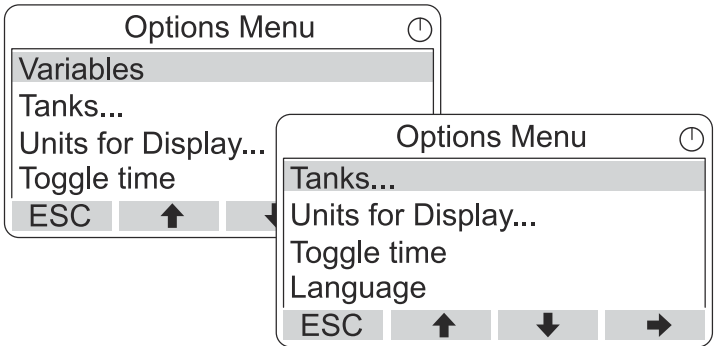 Options Menu
Variables
Tanks...
Units for Display...
Toggle time
ESC
Options Menu
Tanks...
Units for Display...
Toggle time
Language
ESC